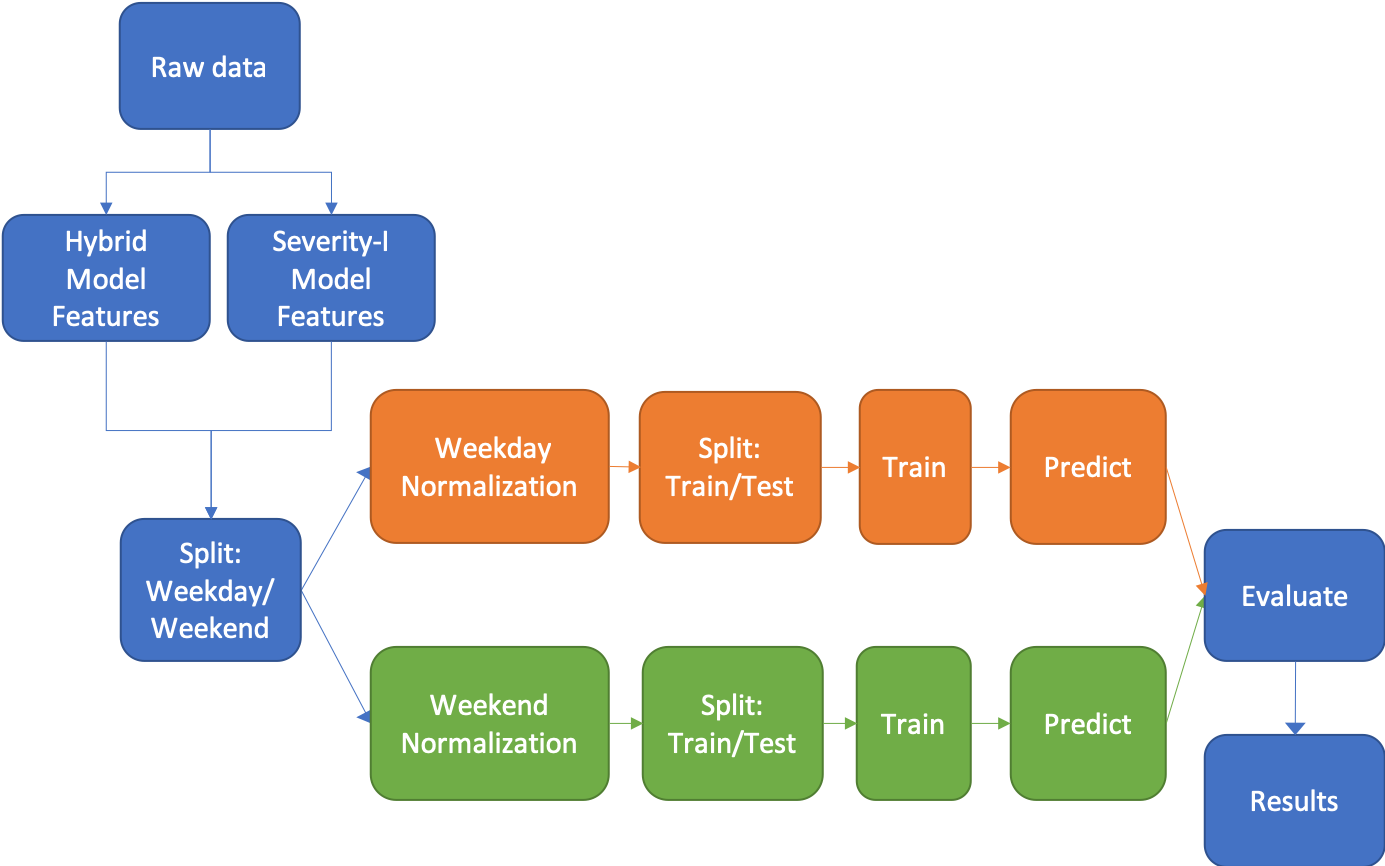 Raw data
Hybrid
Model
Features
Severity-I
Model
Features
Weekday
Normalization
Split:
Train/Test
Train
Predict
Split:
Weekday/
Weekend
Evaluate
Weekend
Normalization
Split:
Train/Test
Train
Predict
Results